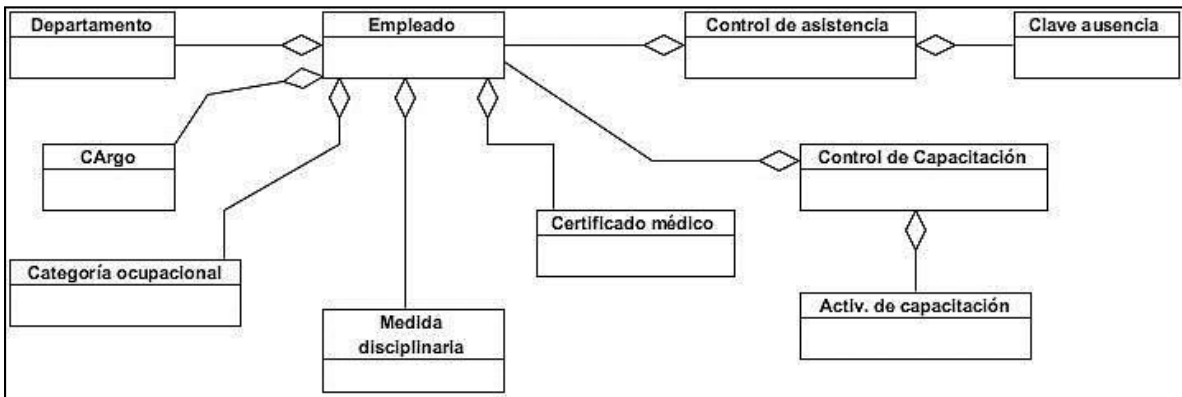 Departamento
Empleado
Control de asistencia
Clave ausencia
CArgo
Control de Capacitación
Certificado médico
Categoría ocupacional
Activ. de capacitación
Medida
disciplinaria